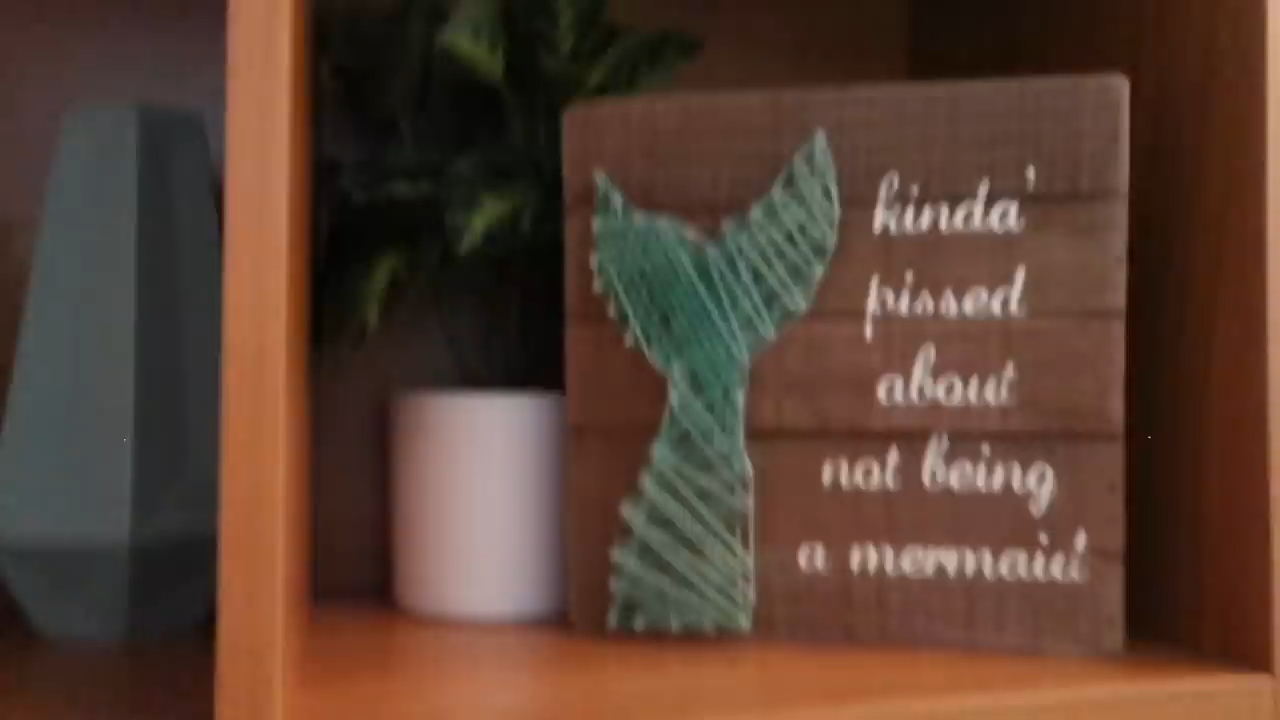 kinda'
pissed
about
not being
a mermaid